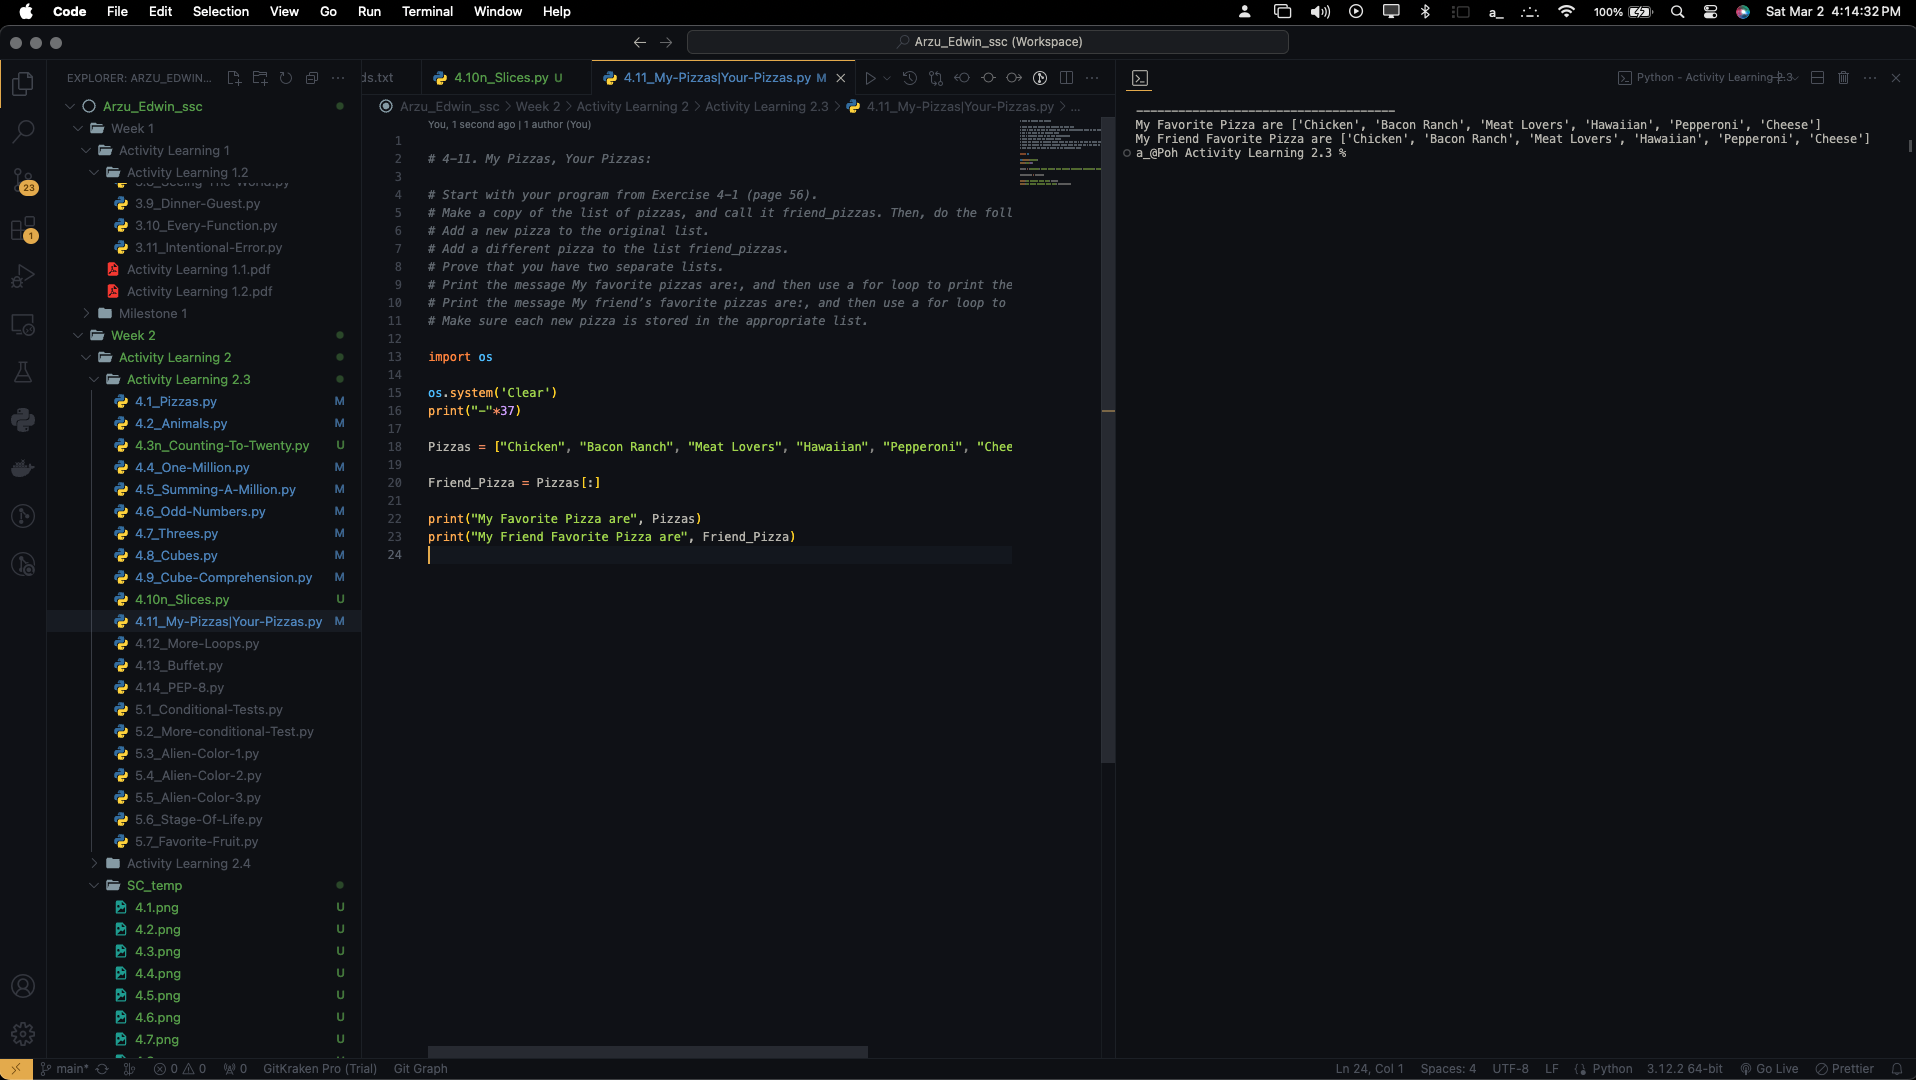 Code File Edit Selection View Go Run Terminal Window Help
a_ 100% Sat Mar 2 4:14:32 PM
Arzu_Edwin_ssc (Workspace)
EXPLORER: ARZU_EDWIN...
Arzu_Edwin_ssc
Week 1
Activity Learning 1
Activity Learning 1.2
3.9_Dinner-Guest.py
3.10_Every-Function.py
3.11_Intentional-Error.py
Activity Learning 1.1.pdf
Activity Learning 1.2.pdf
Milestone 1
Week 2
Activity Learning 2
Activity Learning 2.3
4.1_Pizzas.py M
4.2_Animals.py M
4.3n_Counting-To-Twenty.py U
4.4_One-Million.py M
4.5_Summing-A-Million.py M
4.6_Odd-Numbers.py M
4.7_Threes.py M
4.8_Cubes.py M
4.9_Cube-Comprehension.py M
4.10n_Slices.py U
4.11_My-Pizzas|Your-Pizzas.py M
4.12_More-Loops.py
4.13_Buffet.py
4.14_PEP-8.py
5.1_Conditional-Tests.py
5.2_More-conditional-Test.py
5.3_Alien-Color-1.py
5.4_Alien-Color-2.py
5.5_Alien-Color-3.py
5.6_Stage-Of-Life.py
5.7_Favorite-Fruit.py
Activity Learning 2.4
SC_temp
4.1.png U
4.2.png U
4.3.png U
4.4.png U
4.5.png U
4.6.png U
4.7.png U
23
1
ds.txt 4.10n_Slices.py U 4.11_My-Pizzas|Your-Pizzas.py M
Arzu_Edwin_ssc > Week 2 > Activity Learning 2 > Activity Learning 2.3 > 4.11_My-Pizzas|Your-Pizzas.py > ...
You, 1 second ago | 1 author (You)
1
2 # 4-11. My Pizzas, Your Pizzas:
3
4 # Start with your program from Exercise 4-1 (page 56).
5 # Make a copy of the list of pizzas, and call it friend_pizzas. Then, do the foll
6 # Add a new pizza to the original list.
7 # Add a different pizza to the list friend_pizzas.
8 # Prove that you have two separate lists.
9 # Print the message My favorite pizzas are:, and then use a for loop to print the
10 # Print the message My friend’s favorite pizzas are:, and then use a for loop to
11 # Make sure each new pizza is stored in the appropriate list.
12
13 import os
14
15 os.system('Clear')
16 print("-"*37)
17
18 Pizzas = ["Chicken", "Bacon Ranch", "Meat Lovers", "Hawaiian", "Pepperoni", "Chee
19
20 Friend_Pizza = Pizzas[:]
21
22 print("My Favorite Pizza are", Pizzas)
23 print("My Friend Favorite Pizza are", Friend_Pizza)
24
Python - Activity Learning 2.3
-------------------------------------
My Favorite Pizza are ['Chicken', 'Bacon Ranch', 'Meat Lovers', 'Hawaiian', 'Pepperoni', 'Cheese']
My Friend Favorite Pizza are ['Chicken', 'Bacon Ranch', 'Meat Lovers', 'Hawaiian', 'Pepperoni', 'Cheese']
a_@Poh Activity Learning 2.3 %
main* 0 0 0 GitKraken Pro (Trial) Git Graph
Ln 24, Col 1 Spaces: 4 UTF-8 LF Python 3.12.2 64-bit Go Live Prettier